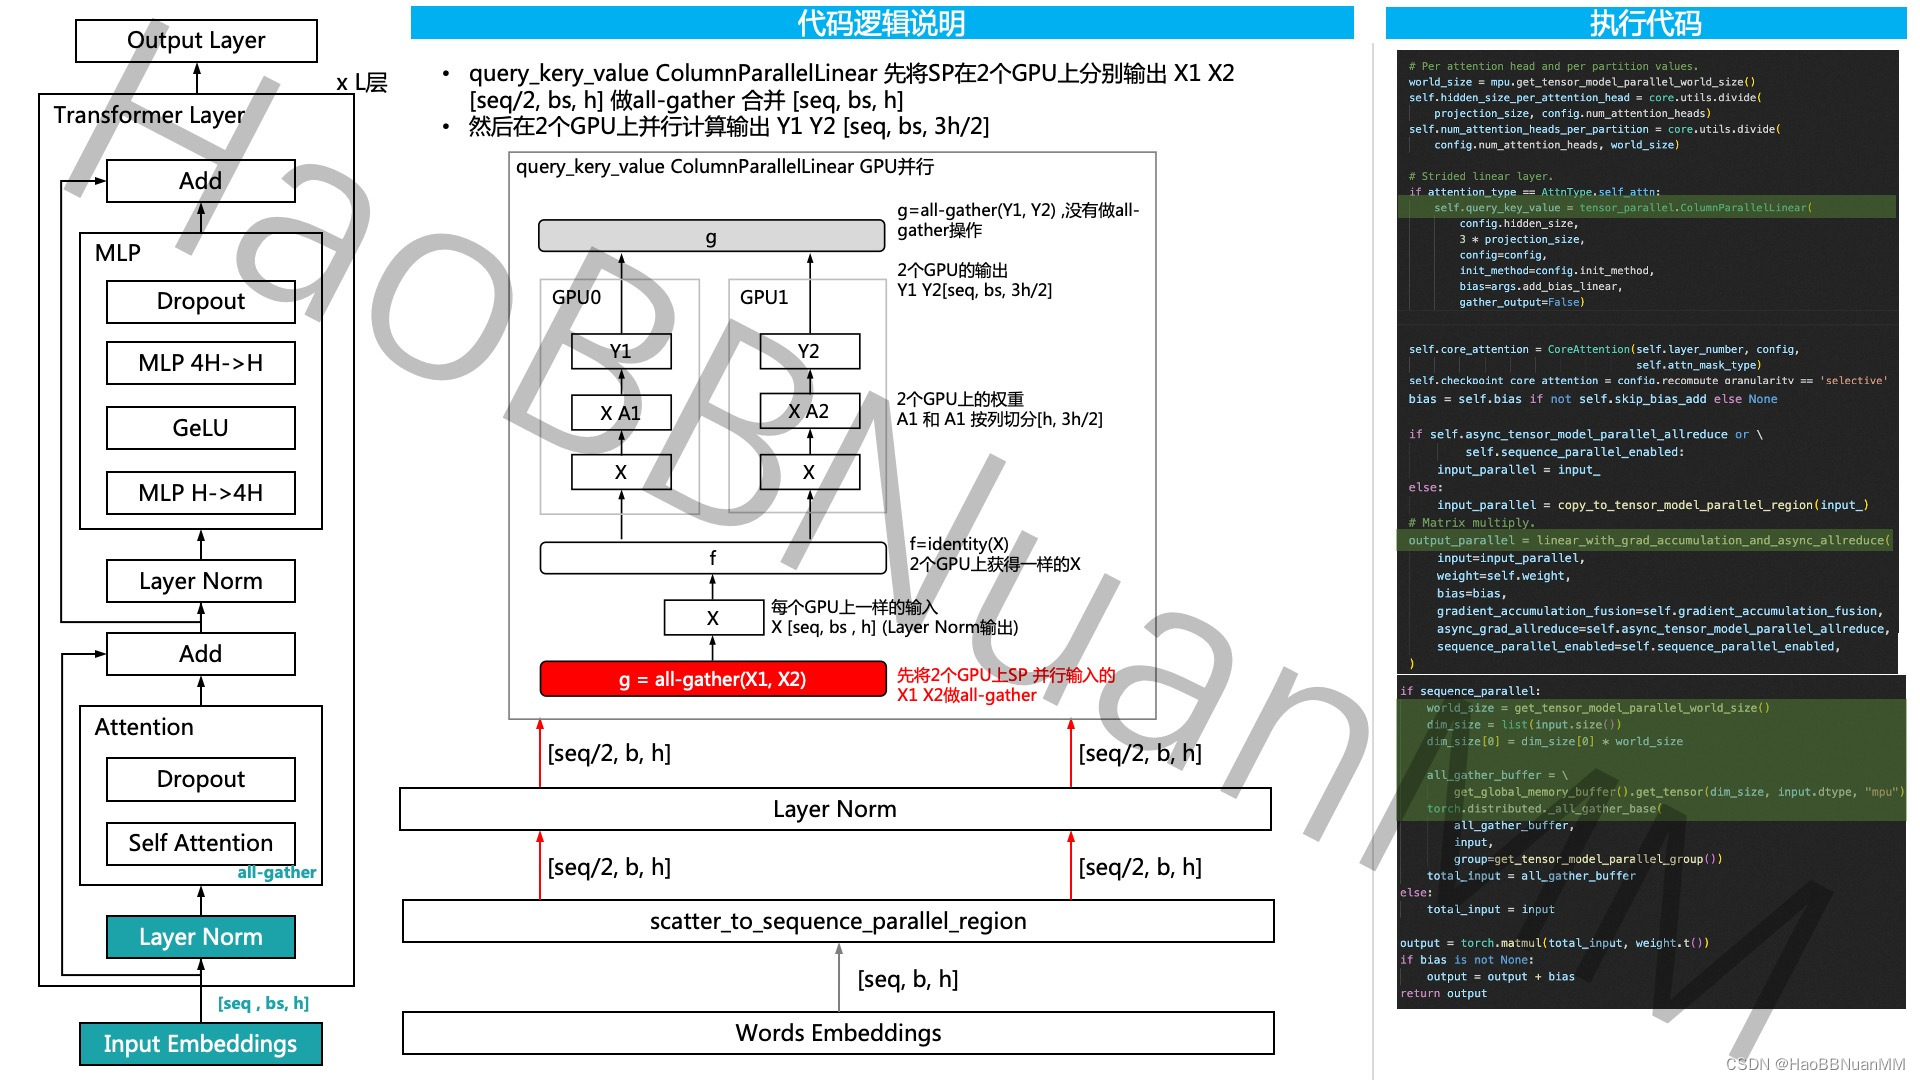 Output Layer
x L层
Transformer Layer
Add
MLP
Dropout
MLP 4H->H
GeLU
MLP H->4H
Layer Norm
Add
Attention
Dropout
Self Attention
all-gather
Layer Norm
[seq , bs, h]
Input Embeddings
代码逻辑说明
• query_kery_value ColumnParallelLinear 先将SP在2个GPU上分别输出 X1 X2
[seq/2, bs, h] 做all-gather 合并 [seq, bs, h]
• 然后在2个GPU上并行计算输出 Y1 Y2 [seq, bs, 3h/2]
query_kery_value ColumnParallelLinear GPU并行
g
g=all-gather(Y1, Y2) ,没有做all-
gather操作
GPU0
GPU1
2个GPU的输出
Y1 Y2[seq, bs, 3h/2]
Y1
Y2
X A1
X A2
2个GPU上的权重
A1 和 A1 按列切分[h, 3h/2]
X
X
f
f=identity(X)
2个GPU上获得一样的X
X
每个GPU上一样的输入
X [seq, bs , h] (Layer Norm输出)
g = all-gather(X1, X2)
先将2个GPU上SP 并行输入的
X1 X2做all-gather
[seq/2, b, h]
[seq/2, b, h]
Layer Norm
[seq/2, b, h]
[seq/2, b, h]
scatter_to_sequence_parallel_region
[seq, b, h]
Words Embeddings
执行代码
# Per attention head and per partition values.
world_size = mpu.get_tensor_model_parallel_world_size()
self.hidden_size_per_attention_head = core.utils.divide(
projection_size, config.num_attention_heads)
self.num_attention_heads_per_partition = core.utils.divide(
config.num_attention_heads, world_size)
# Strided linear layer.
if attention_type == AttnType.self_attn:
self.query_key_value = tensor_parallel.ColumnParallelLinear(
config.hidden_size,
3 * projection_size,
config=config,
init_method=config.init_method,
bias=args.add_bias_linear,
gather_output=False)
self.core_attention = CoreAttention(self.layer_number, config,
self.attn_mask_type)
self.checkpoint_core_attention = config.recompute_granularity == 'selective'
bias = self.bias if not self.skip_bias_add else None
if self.async_tensor_model_parallel_allreduce or \
self.sequence_parallel_enabled:
input_parallel = input_
else:
input_parallel = copy_to_tensor_model_parallel_region(input_)
# Matrix multiply.
output_parallel = linear_with_grad_accumulation_and_async_allreduce(
input=input_parallel,
weight=self.weight,
bias=bias,
gradient_accumulation_fusion=self.gradient_accumulation_fusion,
async_grad_allreduce=self.async_tensor_model_parallel_allreduce,
sequence_parallel_enabled=self.sequence_parallel_enabled,
)
if sequence_parallel:
world_size = get_tensor_model_parallel_world_size()
dim_size = list(input.size())
dim_size[0] = dim_size[0] * world_size
all_gather_buffer = \
get_global_memory_buffer().get_tensor(dim_size, input.dtype, "mpu")
torch.distributed._all_gather_base(
all_gather_buffer,
input,
group=get_tensor_model_parallel_group())
total_input = all_gather_buffer
else:
total_input = input
output = torch.matmul(total_input, weight.t())
if bias is not None:
output = output + bias
return output
HaoBBNuanMM
CSDN @HaoBBNuanMM